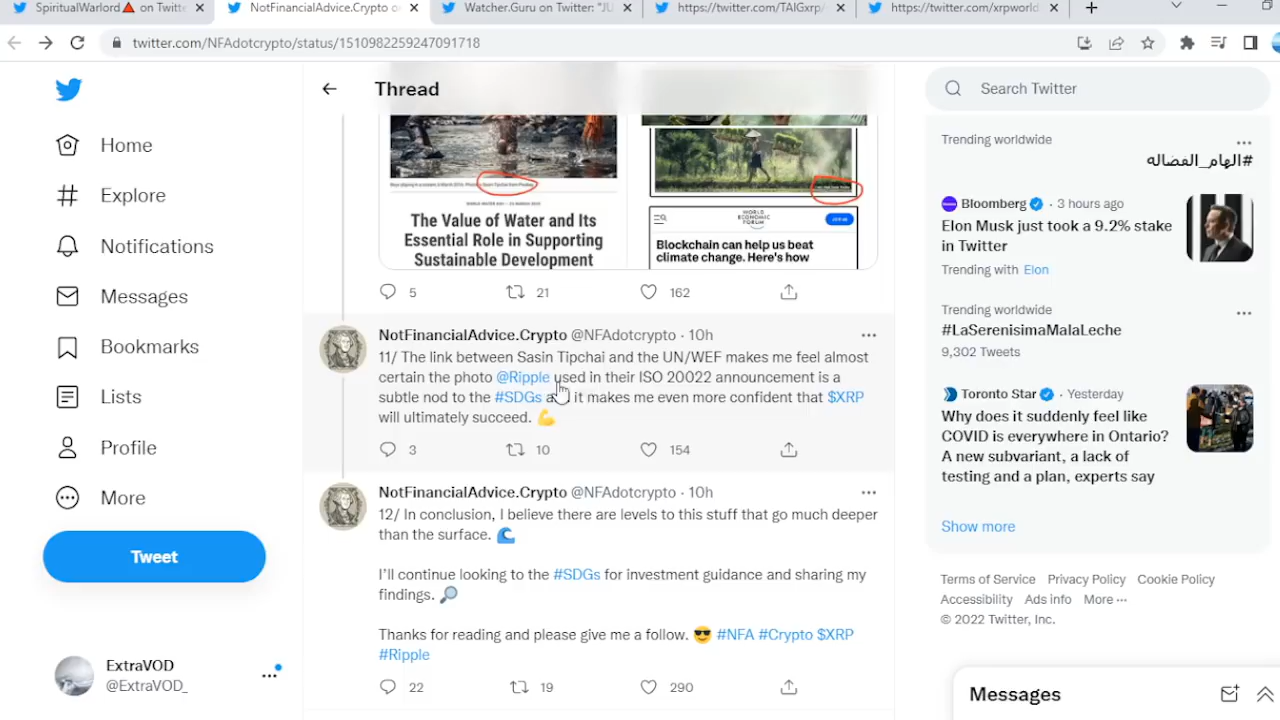 SpiritualWarlord🔺 on Twitte
NotFinancialAdvice.Crypto on
Watcher.Guru on Twitter: "JU
https://twitter.com/TAIGxrp/
https://twitter.com/xrpworld
twitter.com/NFAdotcrypto/status/1510982259247091718
Home
Explore
Notifications
Messages
Bookmarks
Lists
Profile
More
Tweet
ExtraVOD
@ExtraVOD_
Thread
The Value of Water and Its
Essential Role in Supporting
Sustainable Development
WORLD
ECONOMIC
FORUM
Blockchain can help us beat
climate change. Here's how
5 21 162
NotFinancialAdvice.Crypto @NFAdotcrypto · 10h
11/ The link between Sasin Tipchai and the UN/WEF makes me feel almost
certain the photo @Ripple used in their ISO 20022 announcement is a
subtle nod to the #SDGs a it makes me even more confident that $XRP
will ultimately succeed. 💪
3 10 154
NotFinancialAdvice.Crypto @NFAdotcrypto · 10h
12/ In conclusion, I believe there are levels to this stuff that go much deeper
than the surface. 🌊
I'll continue looking to the #SDGs for investment guidance and sharing my
findings. 🔎
Thanks for reading and please give me a follow. 😎 #NFA #Crypto $XRP
#Ripple
22 19 290
Search Twitter
Trending worldwide
#الهام_الفضاله
Bloomberg · 3 hours ago
Elon Musk just took a 9.2% stake
in Twitter
Trending with Elon
Trending worldwide
#LaSerenisimaMalaLeche
9,302 Tweets
Toronto Star · Yesterday
Why does it suddenly feel like
COVID is everywhere in Ontario?
A new subvariant, a lack of
testing and a plan, experts say
Show more
Terms of Service Privacy Policy Cookie Policy
Accessibility Ads info More ···
© 2022 Twitter, Inc.
Messages